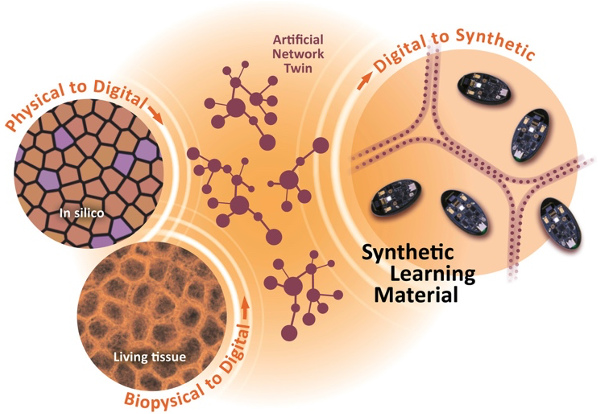 Artificial
Network
Twin
Physical to Digital
Digital to Synthetic
In silico
Synthetic
Learning
Material
Living tissue
Biopysical to Digital